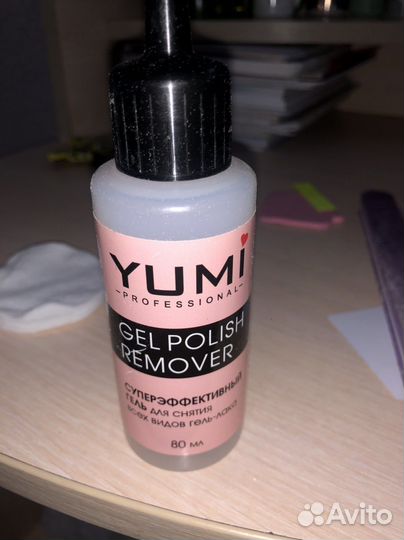 YUMi
PROFESSIONAL
GEL POLISH
REMOVER
СУПЕРЭФФЕКТИВНЫЙ
ГЕЛЬ ДЛЯ СНЯТИЯ
ВСЕХ ВИДОВ ГЕЛЬ-ЛАКА
80 МЛ
Avito